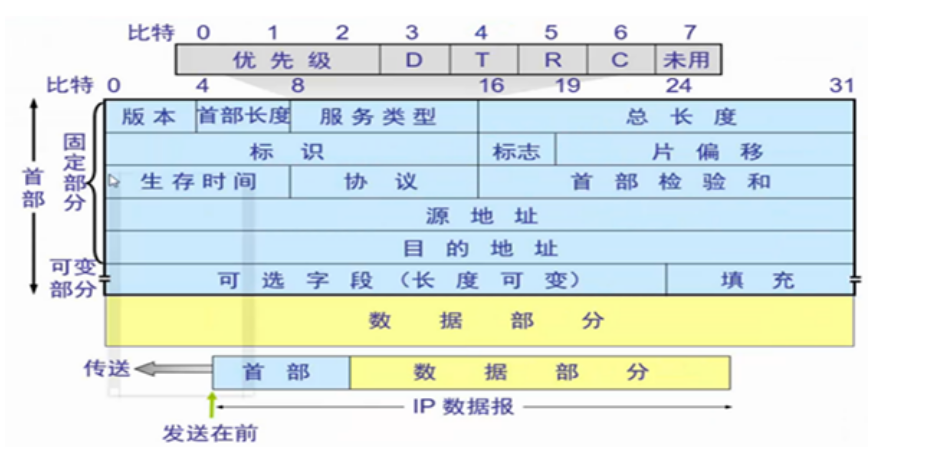 比特 0 1 2 3 4 5 6 7
优先级 D T R C 未用
比特 0 4 8 16 19 24 31
版本 首部长度 服务类型 总长度
标识 标志 片偏移
生存时间 协议 首部检验和
源地址
目的地址
可选字段（长度可变） 填充
数据部分
首部
固定部分
可变部分
传送 首部 数据部分
IP 数据报
发送在前